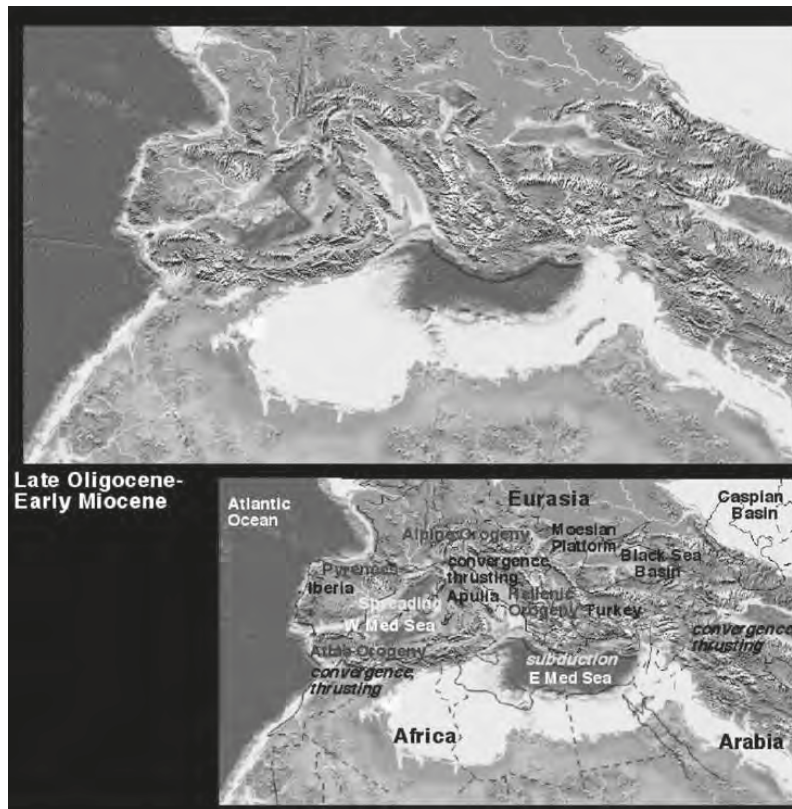 Late Oligocene-
Early Miocene
Atlantic
Ocean
Eurasia
Caspian
Basin
Alpine Orogeny
Moesian
Platform
Black Sea
Basin
convergence
thrusting
Pyrenees
Iberia
Spreading
Apulia
Hellenic
Orogeny
Turkey
W Med Sea
convergence,
thrusting
Atlas Orogeny
convergence,
thrusting
subduction
E Med Sea
Africa
Arabia